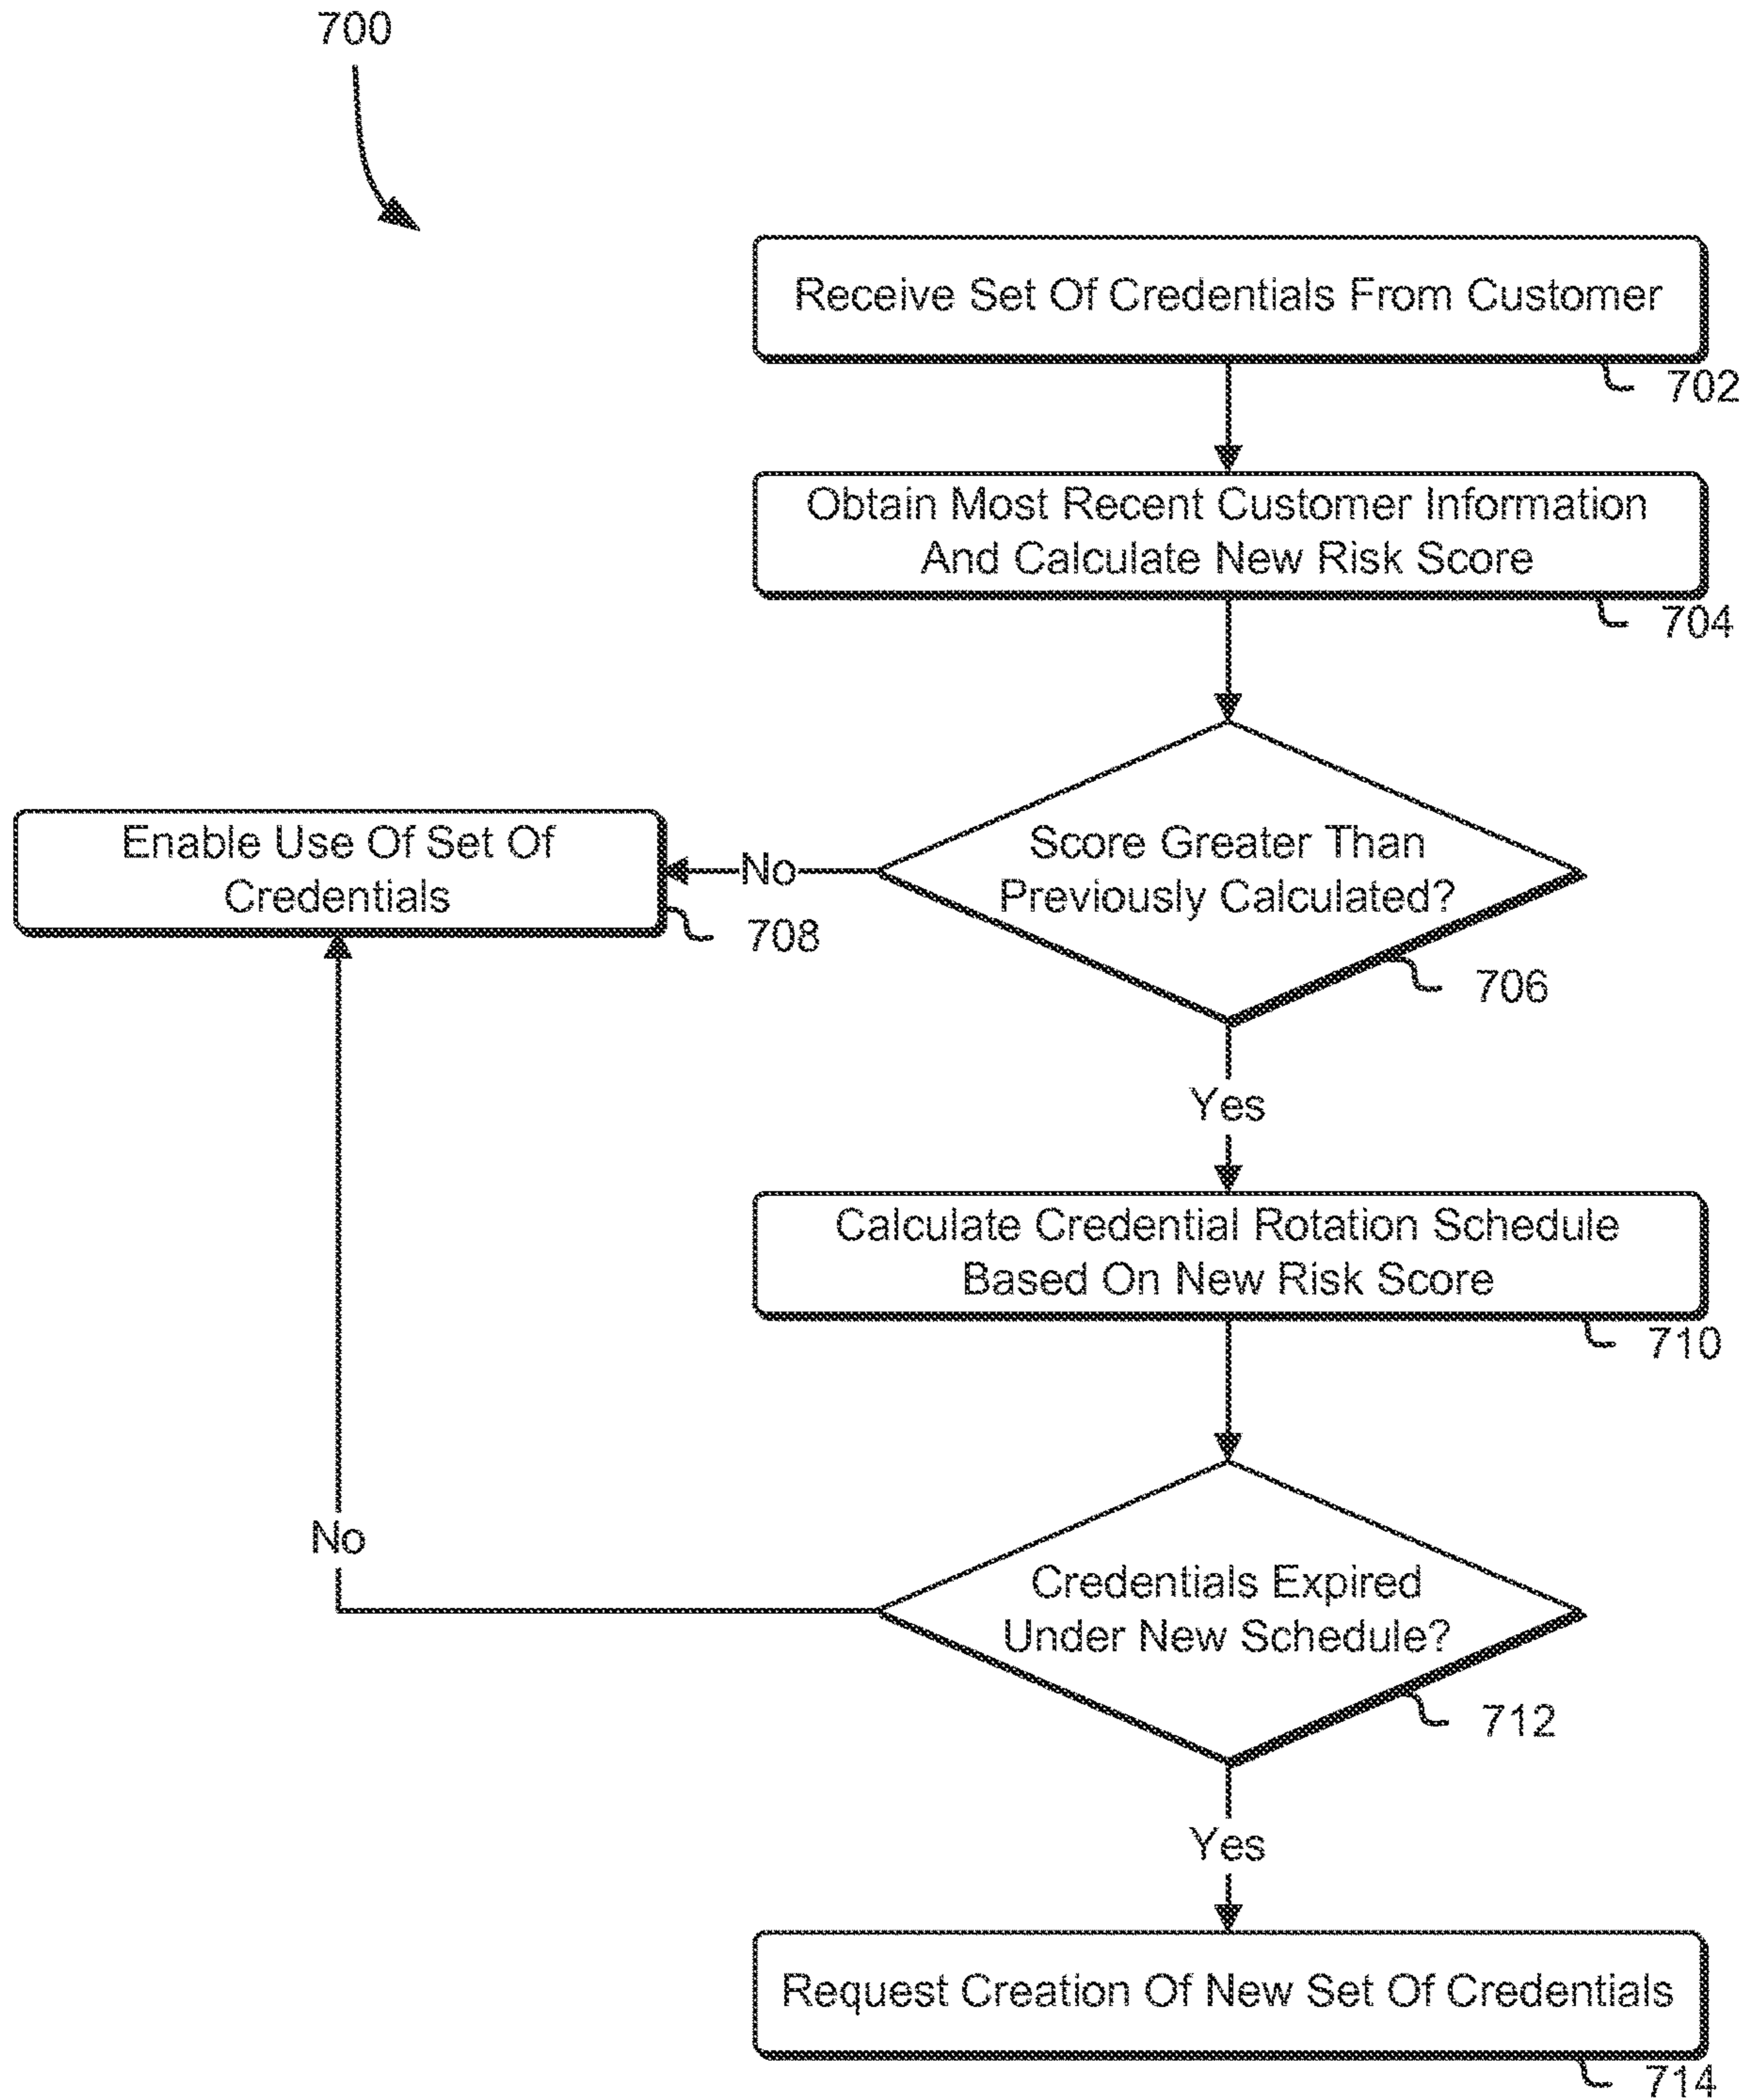 700
Receive Set Of Credentials From Customer
702
Obtain Most Recent Customer Information
And Calculate New Risk Score
704
Score Greater Than
Previously Calculated?
706
No
Enable Use Of Set Of
Credentials
708
Yes
Calculate Credential Rotation Schedule
Based On New Risk Score
710
Credentials Expired
Under New Schedule?
712
No
Yes
Request Creation Of New Set Of Credentials
714